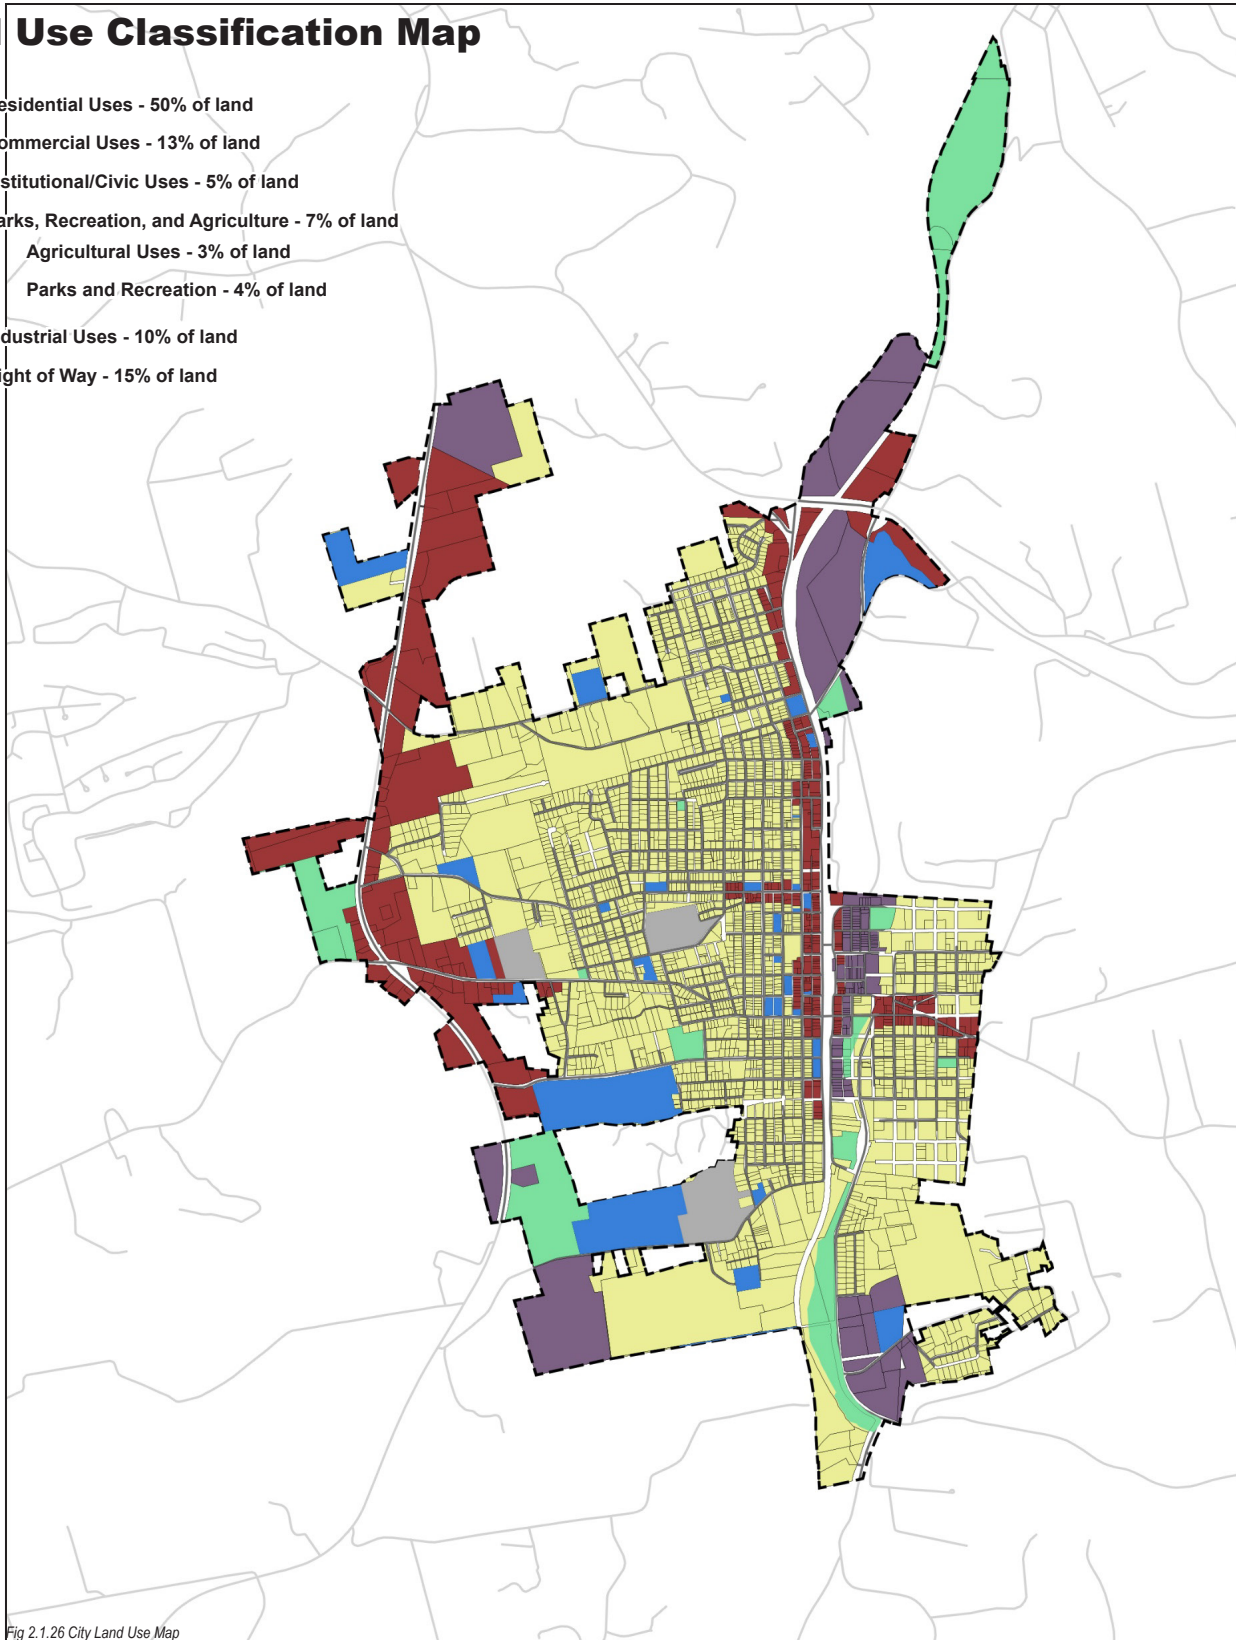 Use Classification Map
esidential Uses - 50% of land
ommercial Uses - 13% of land
stitutional/Civic Uses - 5% of land
arks, Recreation, and Agriculture - 7% of land
Agricultural Uses - 3% of land
Parks and Recreation - 4% of land
dustrial Uses - 10% of land
ight of Way - 15% of land
Fig 2.1.26 City Land Use Map